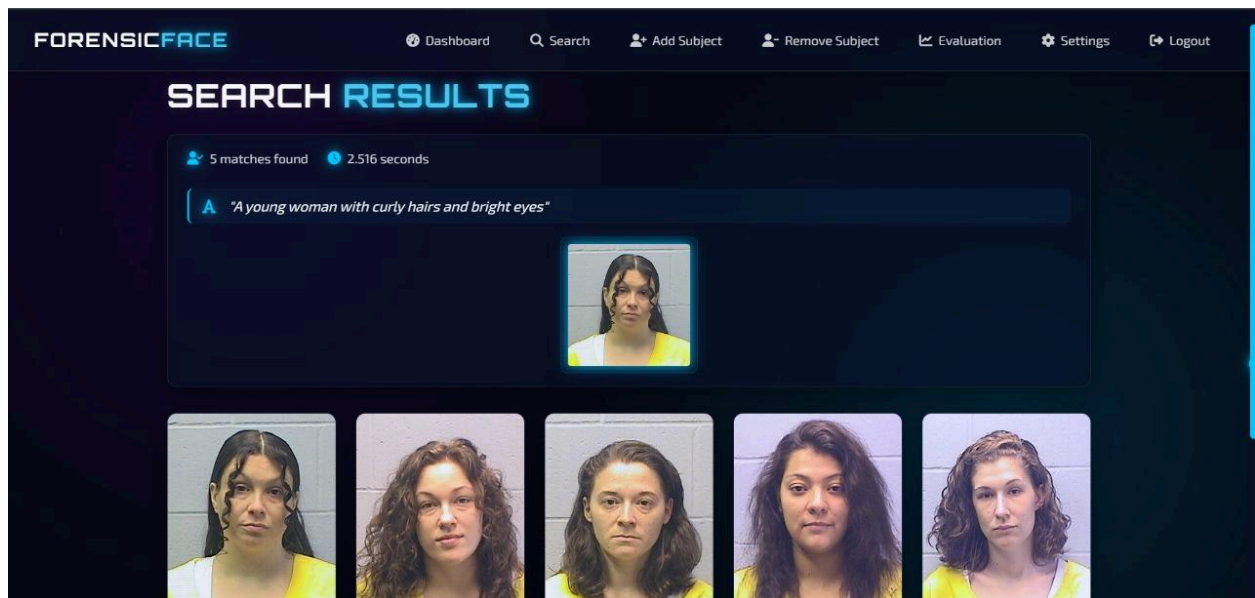 FORENSICFACE
Dashboard Search Add Subject Remove Subject Evaluation Settings Logout
SEARCH RESULTS
5 matches found 2.516 seconds
A "A young woman with curly hairs and bright eyes"